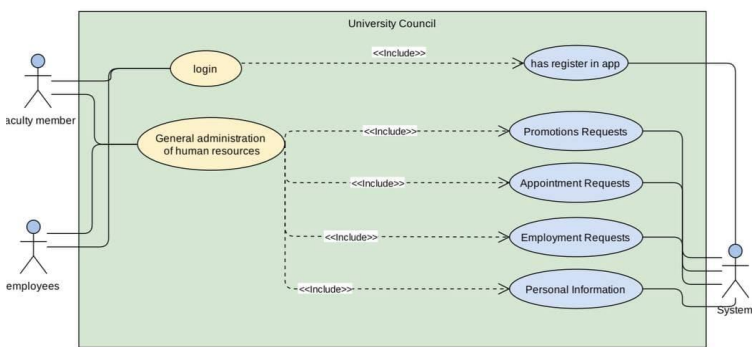 University Council
<<Include>>
login
has register in app
aculty member
General administration
of human resources
<<Include>>
Promotions Requests
<<Include>>
Appointment Requests
<<Include>>
Employment Requests
employees
<<Include>>
Personal Information
System